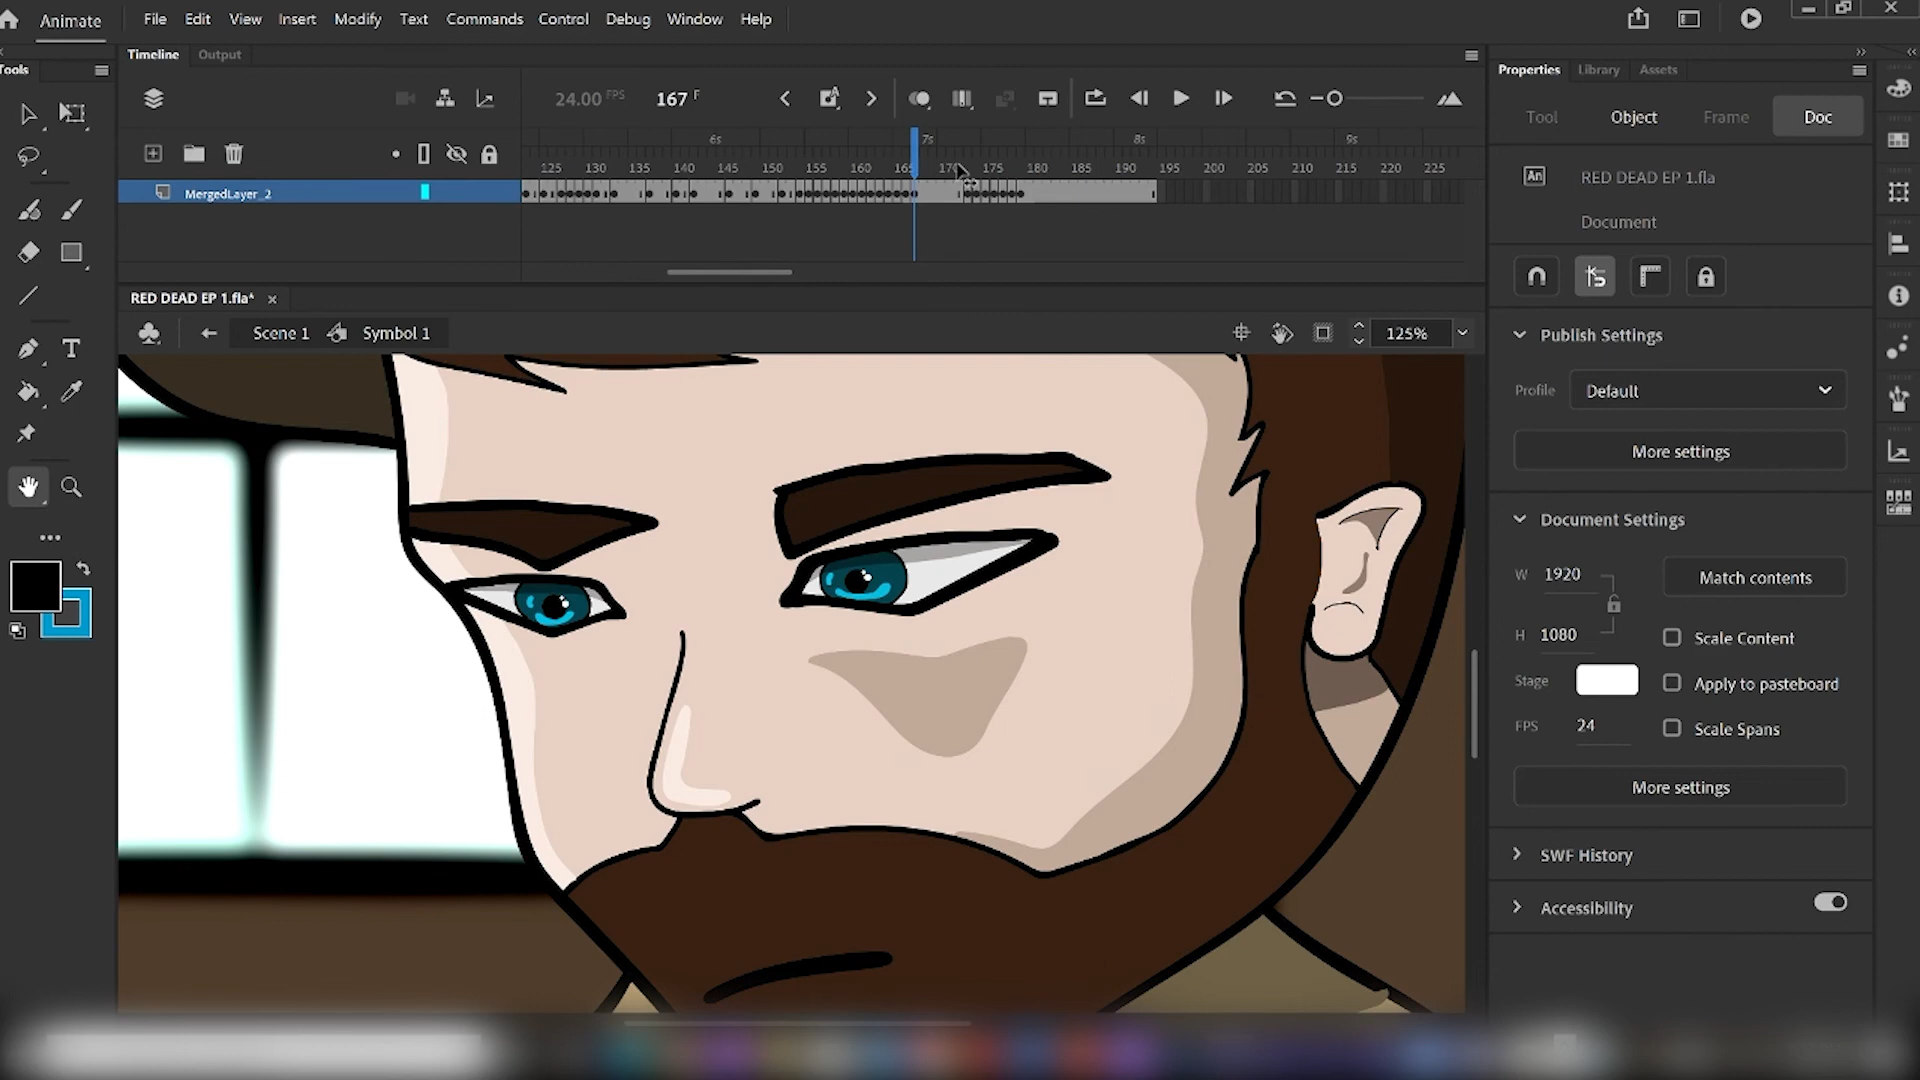 Animate File Edit View Insert Modify Text Commands Control Debug Window Help
Timeline Output
Tools
24.00 FPS 167 F
6s 7s 8s 9s
125 130 135 140 145 150 155 160 165 170 175 180 185 190 195 200 205 210 215 220 225
MergedLayer_2
RED DEAD EP 1.fla*
Scene 1 Symbol 1 125%
T
Properties Library Assets
Tool Object Frame Doc
An RED DEAD EP 1.fla
Document
Publish Settings
Profile Default
More settings
Document Settings
W 1920 Match contents
H 1080 Scale Content
Stage Apply to pasteboard
FPS 24 Scale Spans
More settings
SWF History
Accessibility